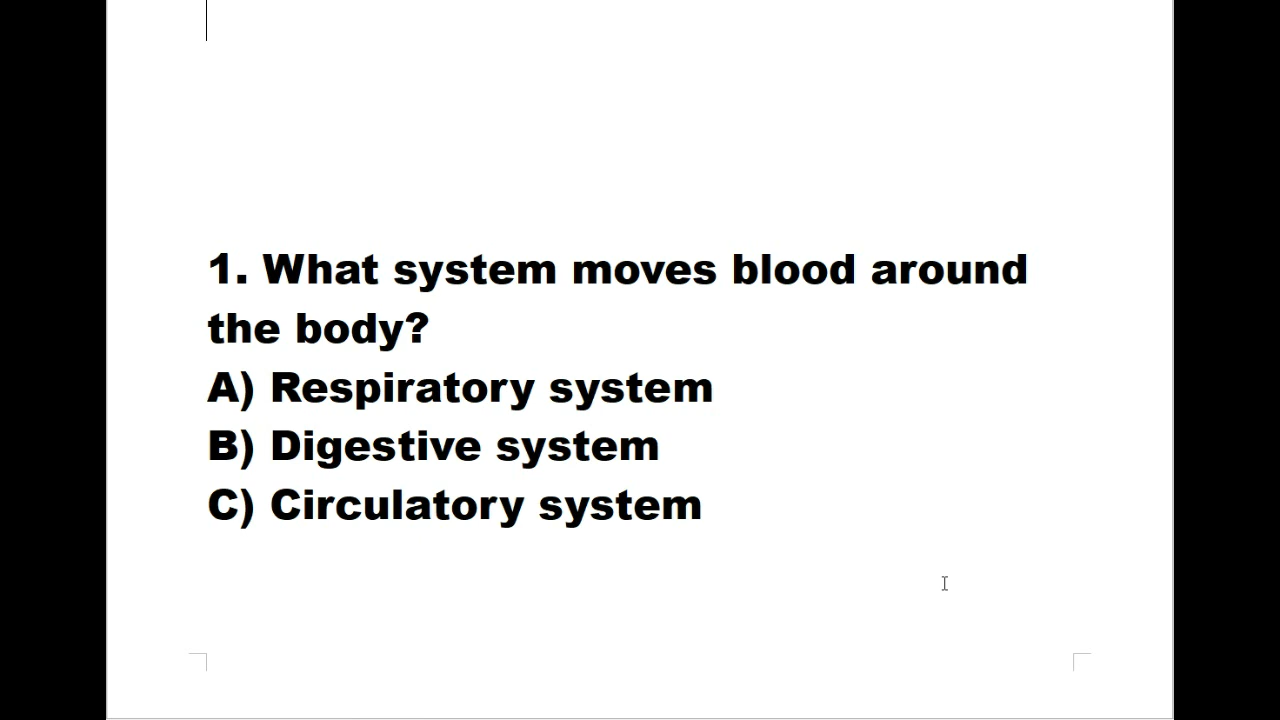 1. What system moves blood around
the body?
A) Respiratory system
B) Digestive system
C) Circulatory system